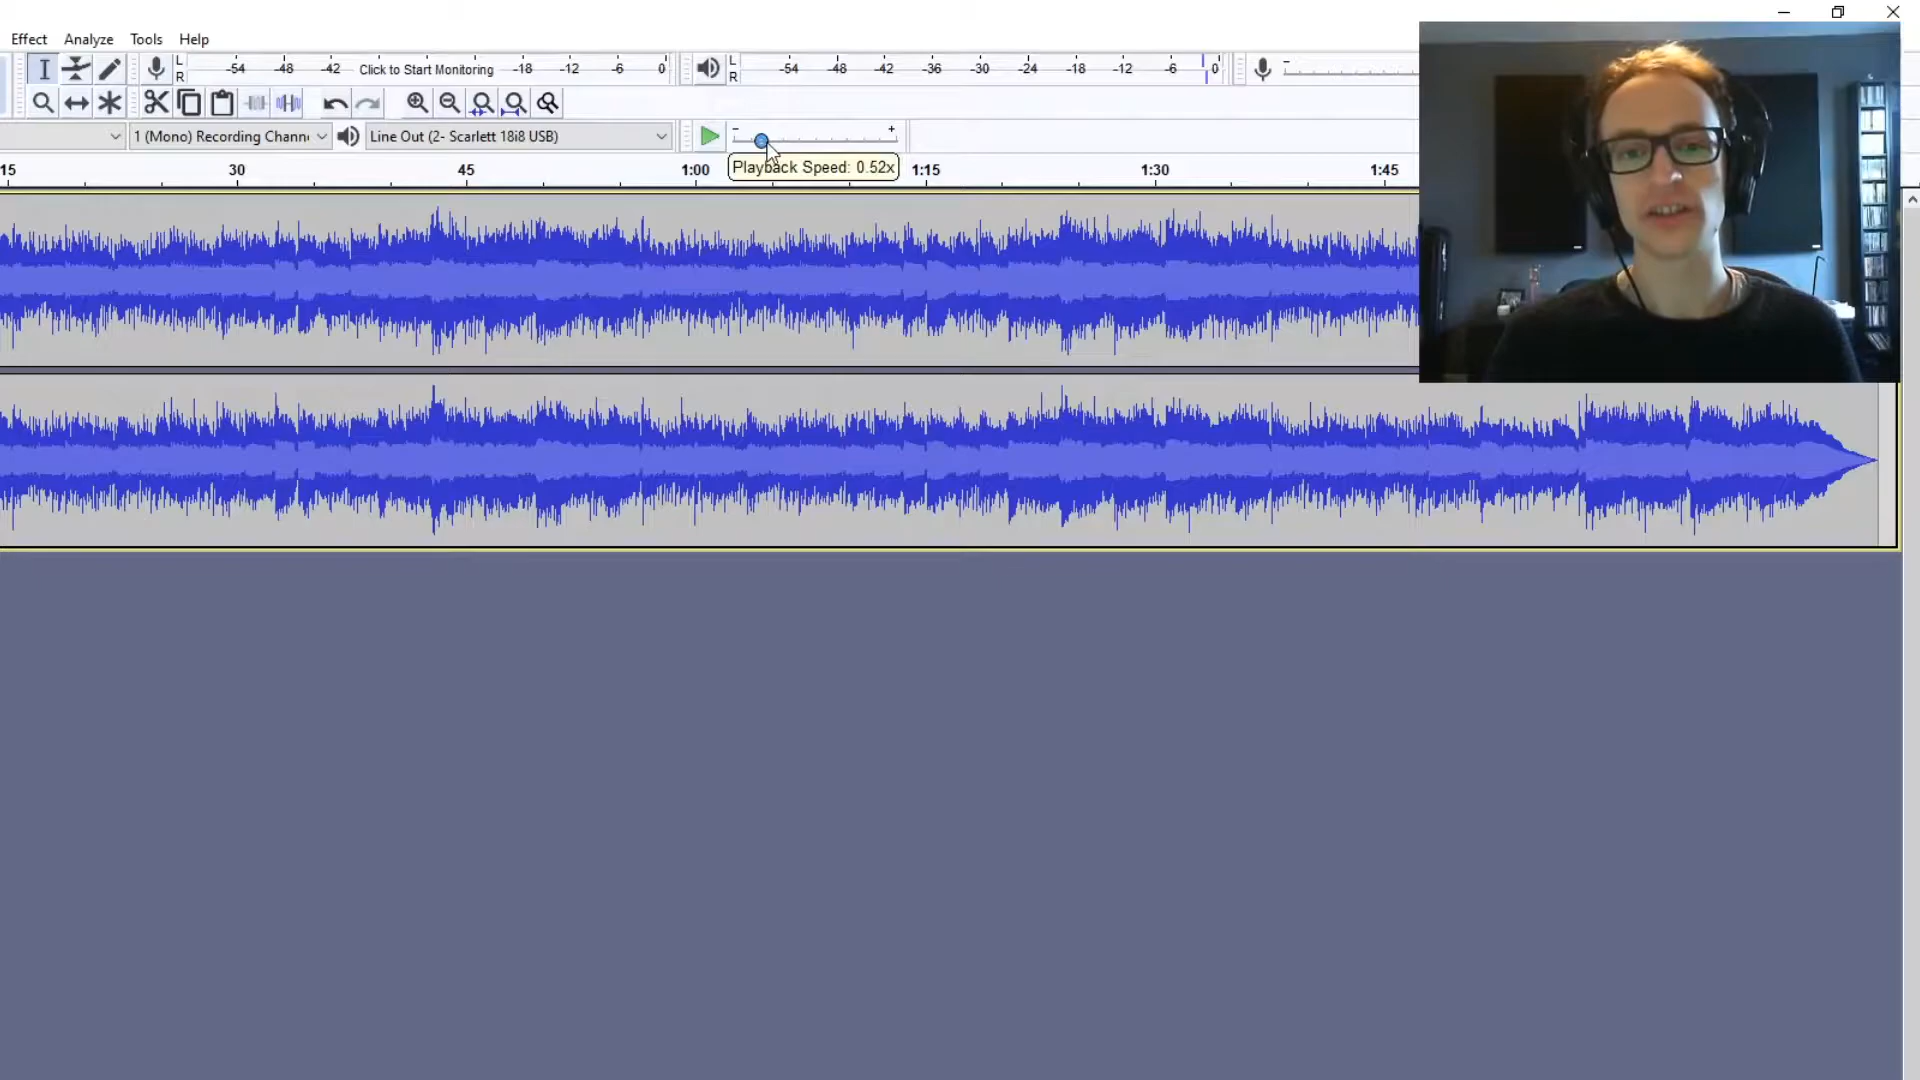 Effect Analyze Tools Help
L
R
-54 -48 -42 Click to Start Monitoring -18 -12 -6 0
L
R
-54 -48 -42 -36 -30 -24 -18 -12 -6 0
1 (Mono) Recording Chann
Line Out (2- Scarlett 18i8 USB)
- +
Playback Speed: 0.52x
15 30 45 1:00 1:15 1:30 1:45